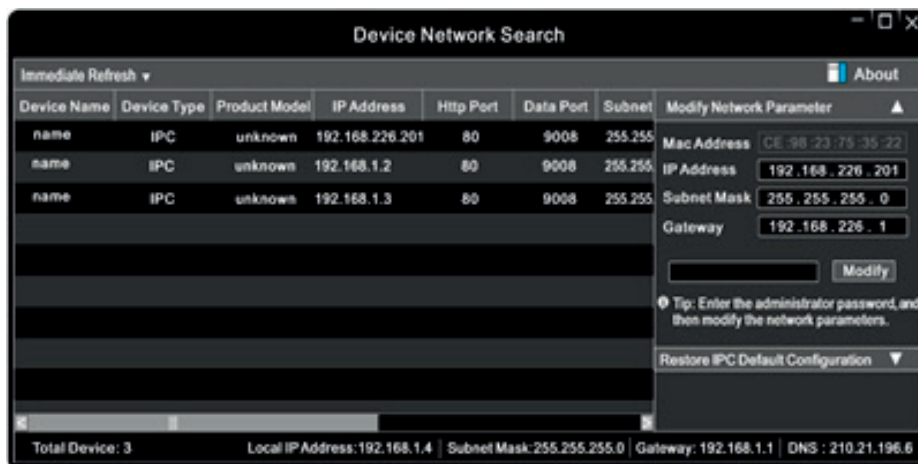 Device Network Search
Immediate Refresh
About
Device Name Device Type Product Model IP Address Http Port Data Port Subnet
Modify Network Parameter
name IPC unknown 192.168.226.201 80 9008 255.255
name IPC unknown 192.168.1.2 80 9008 255.255.
name IPC unknown 192.168.1.3 80 9008 255.255
Mac Address CE :98 :23 :75 :35 :22
IP Address 192 .168 . 226 . 201
Subnet Mask 255 . 255 . 255 . 0
Gateway 192 .168 . 226 . 1
Modify
Tip: Enter the administrator password, and
then modify the network parameters.
Restore IPC Default Configuration
Total Device: 3 Local IP Address:192.168.1.4 Subnet Mask:255.255.255.0 Gateway: 192.168.1.1 DNS : 210.21.196.6